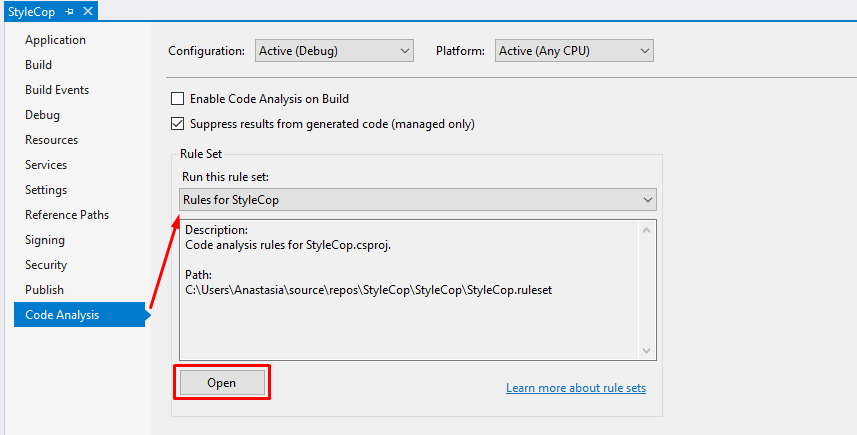 StyleCop
Application
Build
Build Events
Debug
Resources
Services
Settings
Reference Paths
Signing
Security
Publish
Code Analysis
Configuration: Active (Debug) Platform: Active (Any CPU)
Enable Code Analysis on Build
Suppress results from generated code (managed only)
Rule Set
Run this rule set:
Rules for StyleCop
Description:
Code analysis rules for StyleCop.csproj.
Path:
C:\Users\Anastasia\source\repos\StyleCop\StyleCop\StyleCop.ruleset
Open
Learn more about rule sets